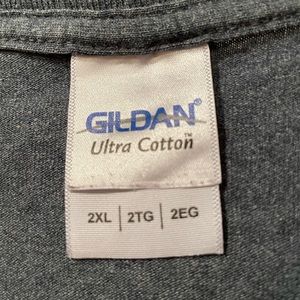 GILDAN®
Ultra Cotton™
2XL | 2TG | 2EG